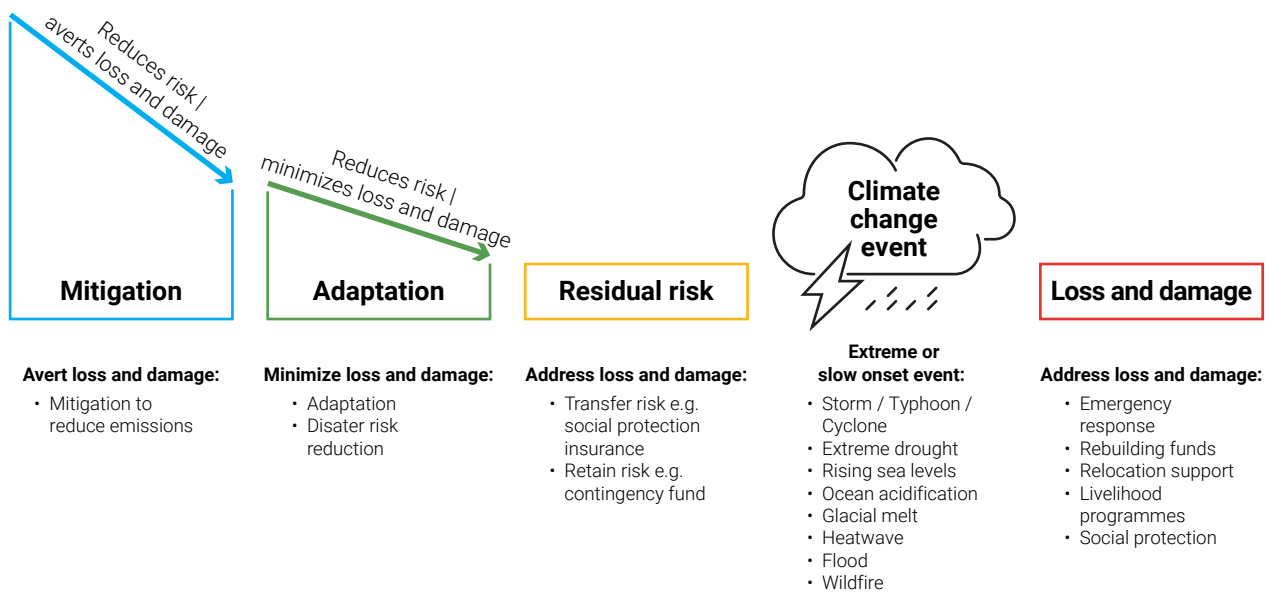 Reduces risk |
averts loss and damage
Reduces risk |
minimizes loss and damage
Climate
change
event
Mitigation
Adaptation
Residual risk
Loss and damage
Avert loss and damage:
• Mitigation to
reduce emissions
Minimize loss and damage:
• Adaptation
• Disater risk
reduction
Address loss and damage:
• Transfer risk e.g.
social protection
insurance
• Retain risk e.g.
contingency fund
Extreme or
slow onset event:
• Storm / Typhoon /
Cyclone
• Extreme drought
• Rising sea levels
• Ocean acidification
• Glacial melt
• Heatwave
• Flood
• Wildfire
Address loss and damage:
• Emergency
response
• Rebuilding funds
• Relocation support
• Livelihood
programmes
• Social protection